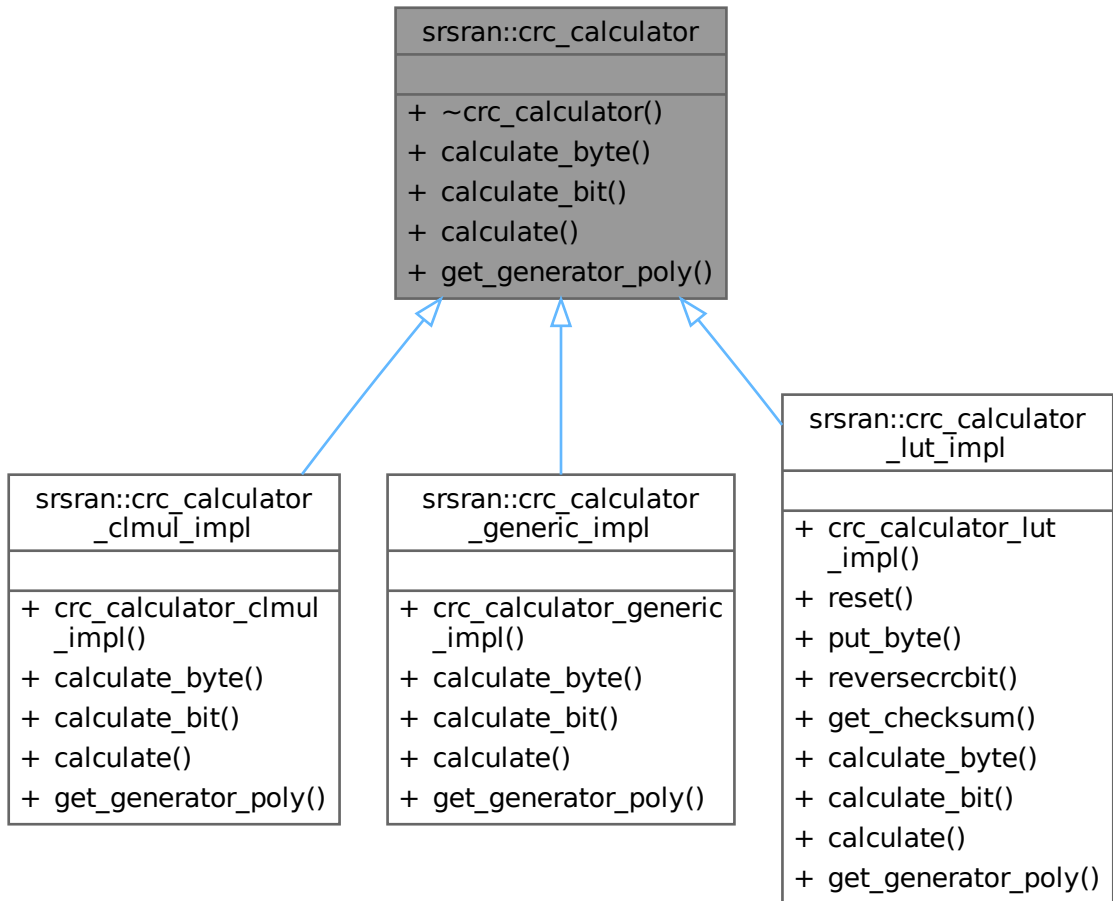 srsran::crc_calculator
+ ~crc_calculator()
+ calculate_byte()
+ calculate_bit()
+ calculate()
+ get_generator_poly()
srsran::crc_calculator
_clmul_impl
+ crc_calculator_clmul
_impl()
+ calculate_byte()
+ calculate_bit()
+ calculate()
+ get_generator_poly()
srsran::crc_calculator
_generic_impl
+ crc_calculator_generic
_impl()
+ calculate_byte()
+ calculate_bit()
+ calculate()
+ get_generator_poly()
srsran::crc_calculator
_lut_impl
+ crc_calculator_lut
_impl()
+ reset()
+ put_byte()
+ reversecrcbit()
+ get_checksum()
+ calculate_byte()
+ calculate_bit()
+ calculate()
+ get_generator_poly()